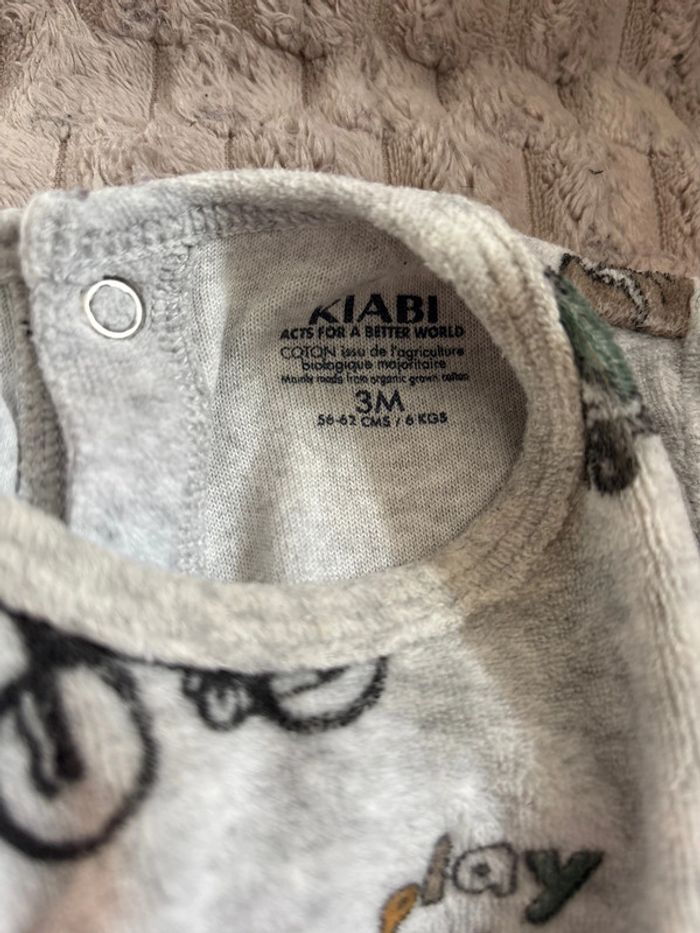 KIABI
ACTS FOR A BETTER WORLD
COTON issu de l'agriculture
biologique majoritaire
Mainly made from organic grown cotton
3M
56-62 CMS / 6 KGS
play